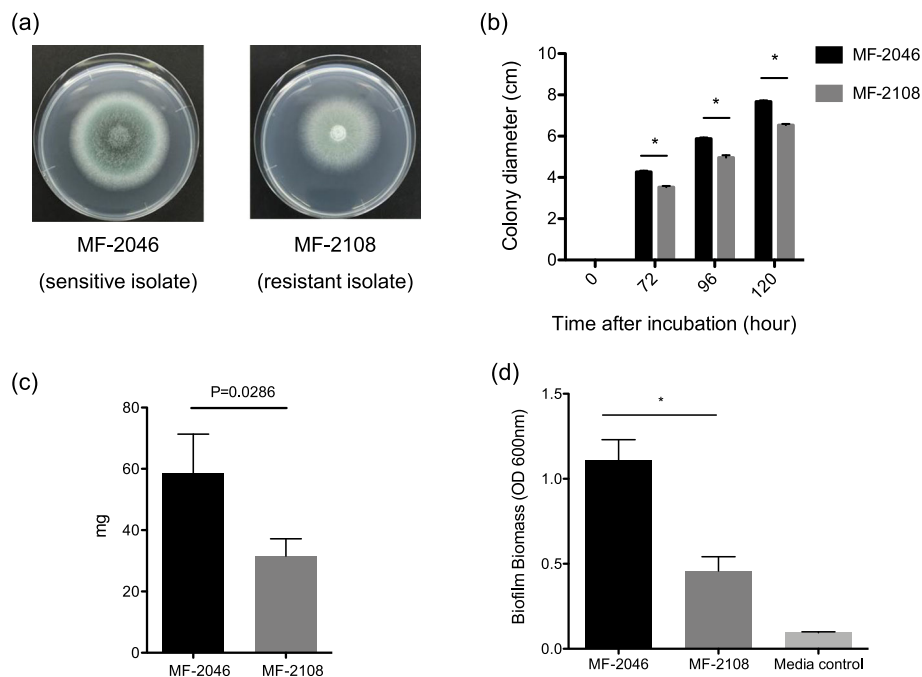 (a)
MF-2046
(sensitive isolate)
MF-2108
(resistant isolate)
(b)
Colony diameter (cm)
10
8
6
4
2
0
*
*
*
0
72
96
120
Time after incubation (hour)
MF-2046
MF-2108
(c)
P=0.0286
mg
80
60
40
20
0
MF-2046
MF-2108
(d)
Biofilm Biomass (OD 600nm)
1.5
1.0
0.5
0.0
*
MF-2046
MF-2108
Media control